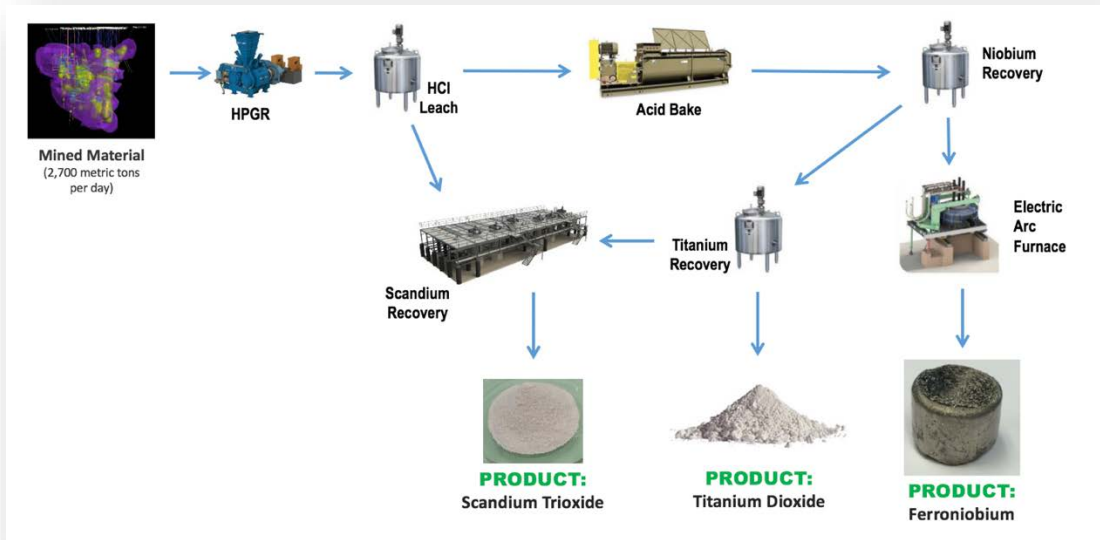 Mined Material
(2,700 metric tons
per day)
HPGR
HCl
Leach
Acid Bake
Niobium
Recovery
Scandium
Recovery
Titanium
Recovery
Electric
Arc
Furnace
PRODUCT:
Scandium Trioxide
PRODUCT:
Titanium Dioxide
PRODUCT:
Ferroniobium